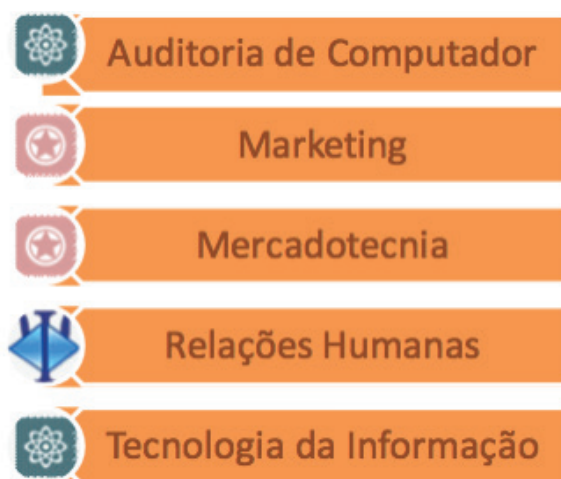 Auditoria de Computador
Marketing
Mercadotecnia
Relações Humanas
Tecnologia da Informação